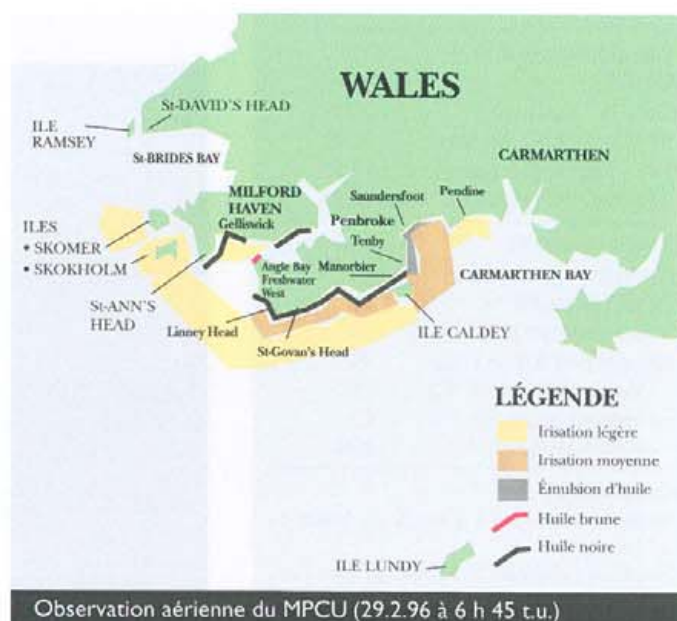 WALES
St-DAVID'S HEAD
ILE
RAMSEY
St-BRIDES BAY
CARMARTHEN
MILFORD
HAVEN
Gelliswick
Saundersfoot
Pendine
Penbroke
ILES
• SKOMER
• SKOKHOLM
Tenby
Angle Bay
Freshwater
West
Manorbier
CARMARTHEN BAY
St-ANN'S
HEAD
Linney Head
ILE CALDEY
St-Govan's Head
LÉGENDE
Irisation légère
Irisation moyenne
Émulsion d'huile
Huile brune
Huile noire
ILE LUNDY
Observation aérienne du MPCU (29.2.96 à 6 h 45 t.u.)